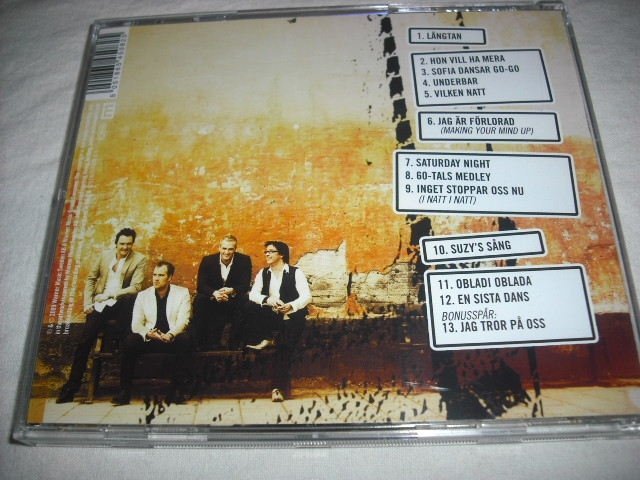 1. LÄNGTAN
2. HON VILL HA MERA
3. SOFIA DANSAR GO-GO
4. UNDERBAR
5. VILKEN NATT
6. JAG ÄR FÖRLORAD
(MAKING YOUR MIND UP)
7. SATURDAY NIGHT
8. 60-TALS MEDLEY
9. INGET STOPPAR OSS NU
(I NATT I NATT)
10. SUZY'S SÅNG
11. OBLADI OBLADA
12. EN SISTA DANS
BONUSSPÅR:
13. JAG TROR PÅ OSS